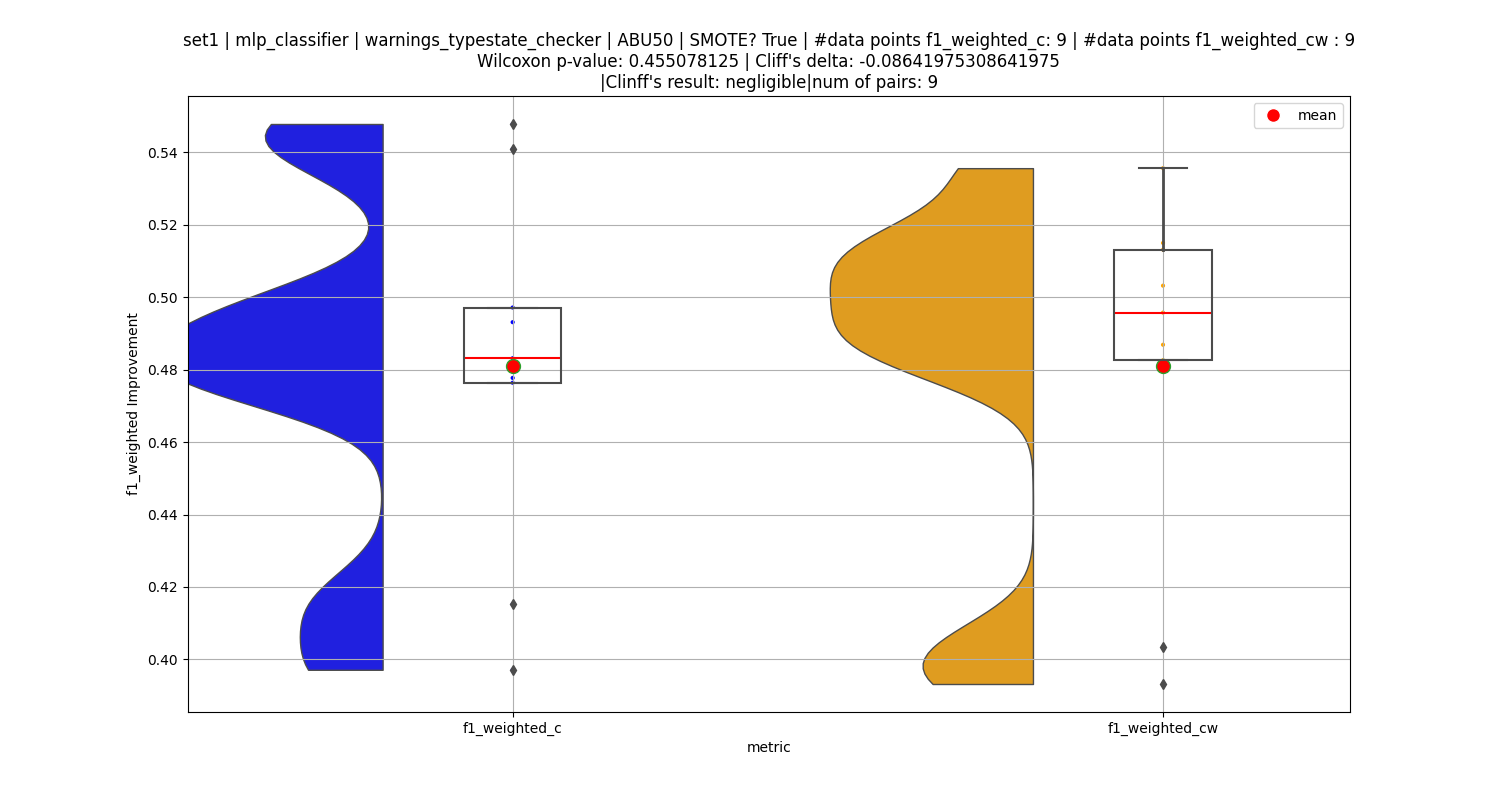 set1 | mlp_classifier | warnings_typestate_checker | ABU50 | SMOTE? True | #data points f1_weighted_c: 9 | #data points f1_weighted_cw : 9
Wilcoxon p-value: 0.455078125 | Cliff's delta: -0.08641975308641975
|Clinff's result: negligible|num of pairs: 9
mean
0.54
0.52
0.50
0.48
0.46
0.44
0.42
0.40
f1_weighted Improvement
f1_weighted_c
f1_weighted_cw
metric